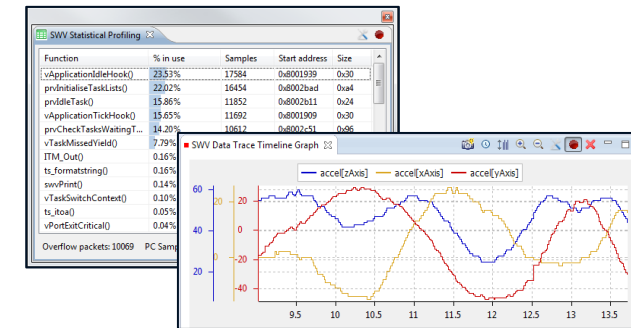 SWV Statistical Profiling
Function % in use Samples Start address Size
vApplicationIdleHook() 23.53% 17584 0x8001939 0x30
prvInitialiseTaskLists() 22.02% 16454 0x8002bad 0xa4
prvIdleTask() 15.86% 11852 0x8002b11 0x24
vApplicationTickHook() 15.65% 11692 0x8001909 0x30
prvCheckTasksWaitingT... 14.20% 10612 0x8002c51 0x96
vTaskMissedYield() 7.79%
ITM_Out() 0.16%
ts_formatstring() 0.16%
swvPrint() 0.14%
vTaskSwitchContext() 0.10%
ts_itoa() 0.05%
vPortExitCritical() 0.04%
Overflow packets: 10069 PC Samp
SWV Data Trace Timeline Graph
accel[zAxis] accel[xAxis] accel[yAxis]
60
20 20
40 0
0 -20
20
-40
9.5 10 10.5 11 11.5 12 12.5 13 13.5